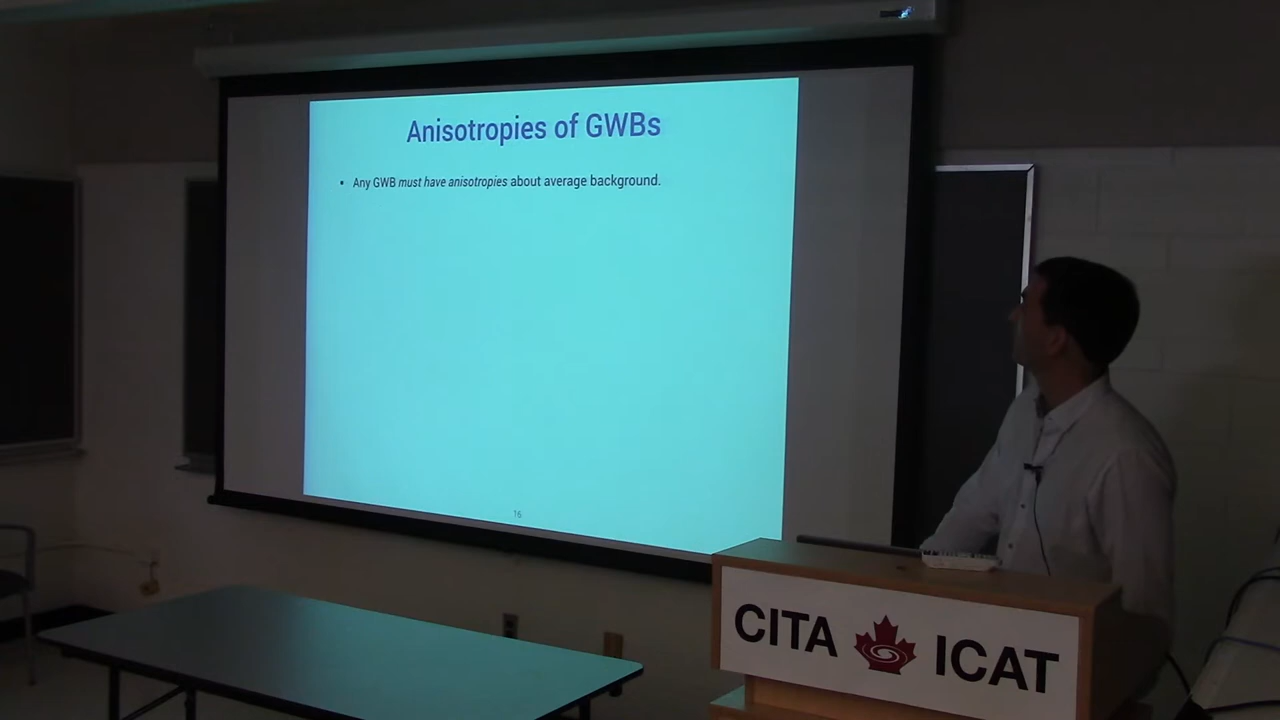 Anisotropies of GWBs
• Any GWB must have anisotropies about average background.
16
CITA ICAT